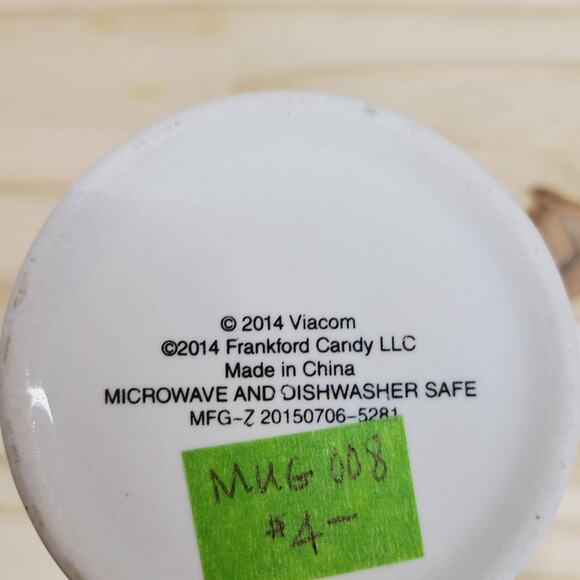 © 2014 Viacom
©2014 Frankford Candy LLC
Made in China
MICROWAVE AND DISHWASHER SAFE
MFG-Z 20150706-5281
MUG 008
$4-